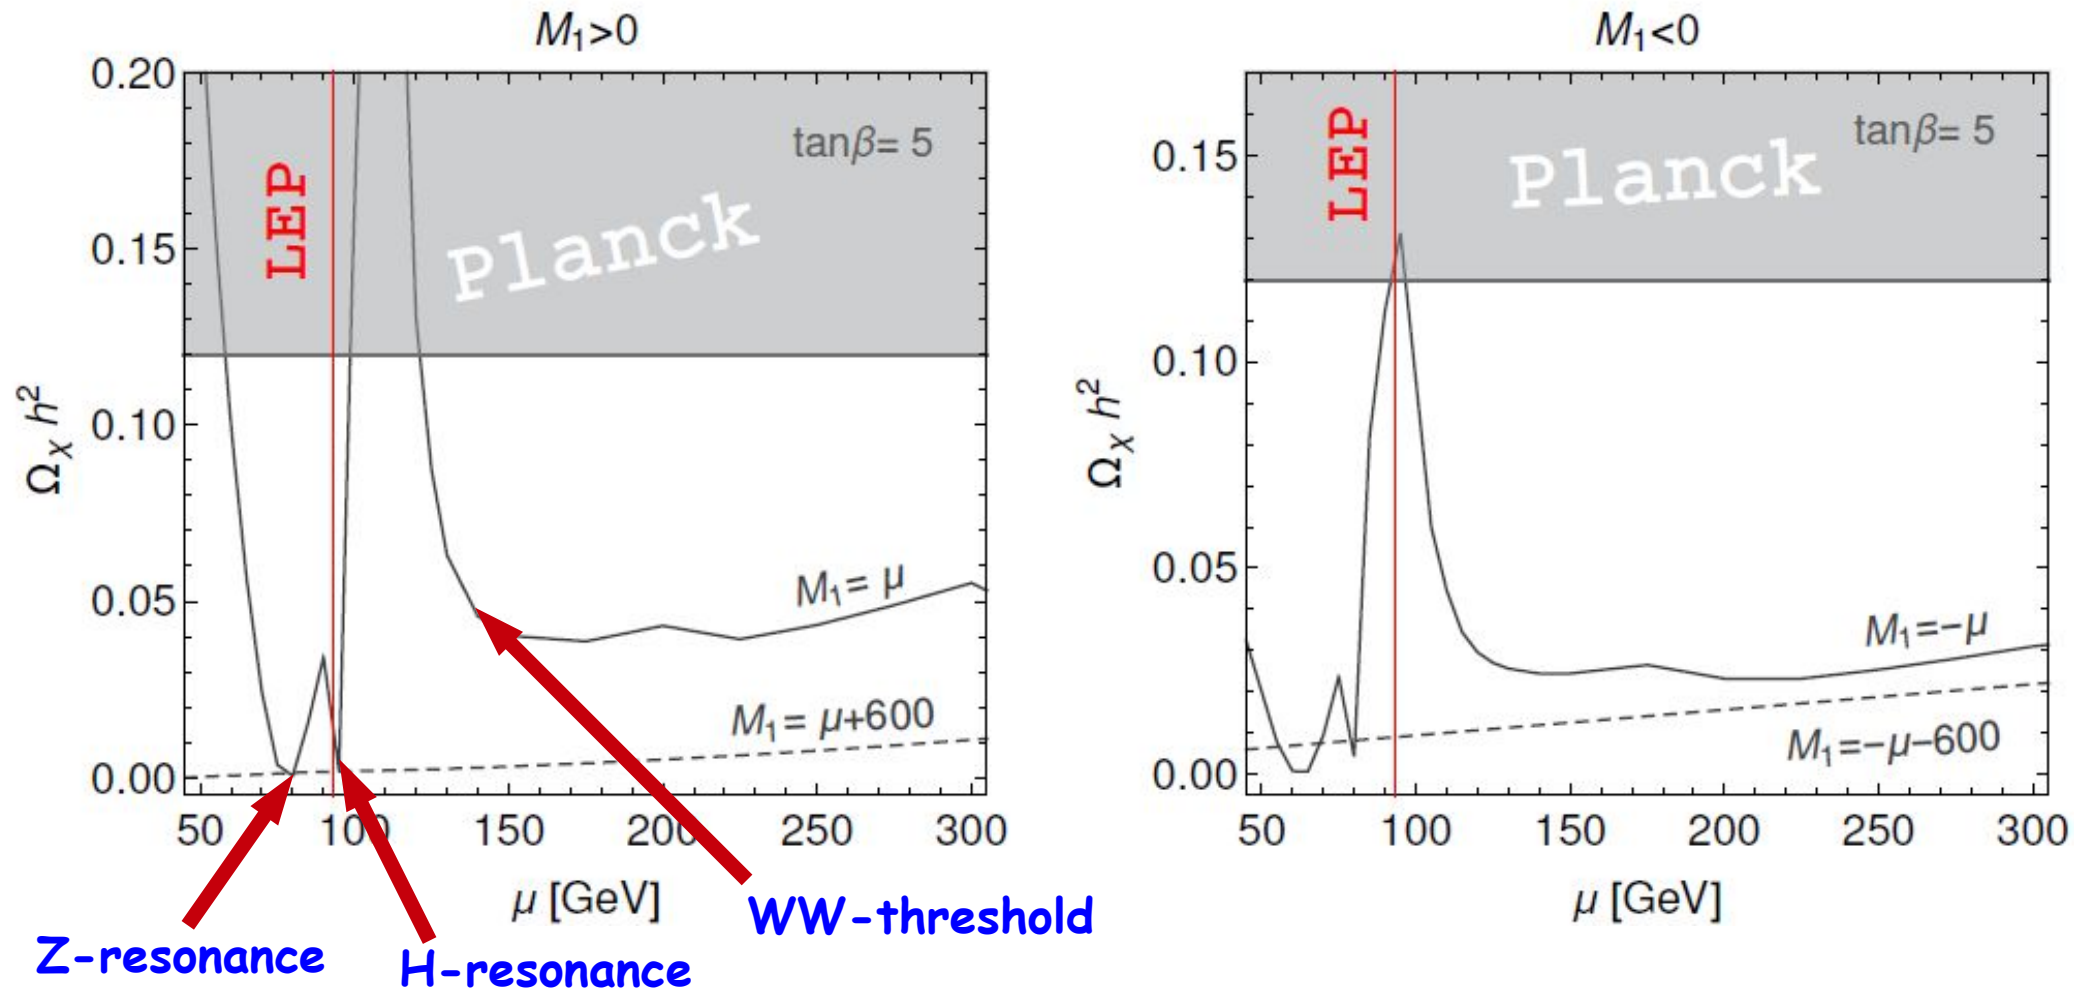 M₁>0
0.20
0.15
0.10
0.05
0.00
Ωχ h²
LEP
Planck
tanβ= 5
M₁= μ
M₁= μ+600
50 100 150 200 250 300
μ [GeV]
Z-resonance
H-resonance
WW-threshold
M₁<0
0.15
0.10
0.05
0.00
Ωχ h²
LEP
Planck
tanβ= 5
M₁=−μ
M₁=−μ−600
50 100 150 200 250 300
μ [GeV]